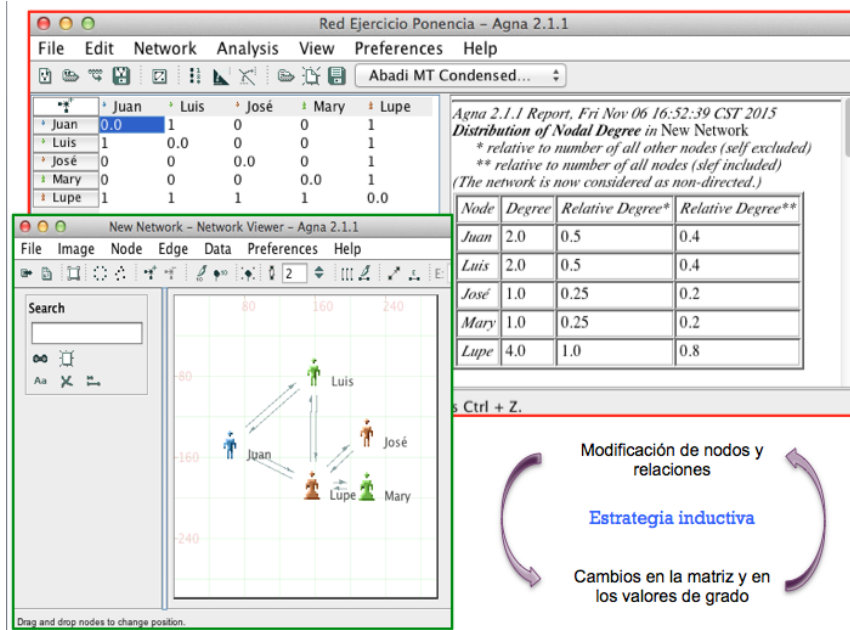 Red Ejercicio Ponencia – Agna 2.1.1
File Edit Network Analysis View Preferences Help
Abadi MT Condensed...
Juan Luis José Mary Lupe
Juan 0.0 1 0 0 1
Luis 1 0.0 0 0 1
José 0 0 0.0 0 1
Mary 0 0 0 0.0 1
Lupe 1 1 1 1 0.0
Agna 2.1.1 Report, Fri Nov 06 16:52:39 CST 2015
Distribution of Nodal Degree in New Network
* relative to number of all other nodes (self excluded)
** relative to number of all nodes (slef included)
(The network is now considered as non-directed.)
Node Degree Relative Degree* Relative Degree**
Juan 2.0 0.5 0.4
Luis 2.0 0.5 0.4
José 1.0 0.25 0.2
Mary 1.0 0.25 0.2
Lupe 4.0 1.0 0.8
s Ctrl + Z.
New Network – Network Viewer – Agna 2.1.1
File Image Node Edge Data Preferences Help
2 E:
Search
Aa
80 160 240
-80
-160
-240
Luis
Juan
José
Lupe
Mary
Drag and drop nodes to change position.
Modificación de nodos y
relaciones
Estrategia inductiva
Cambios en la matriz y en
los valores de grado